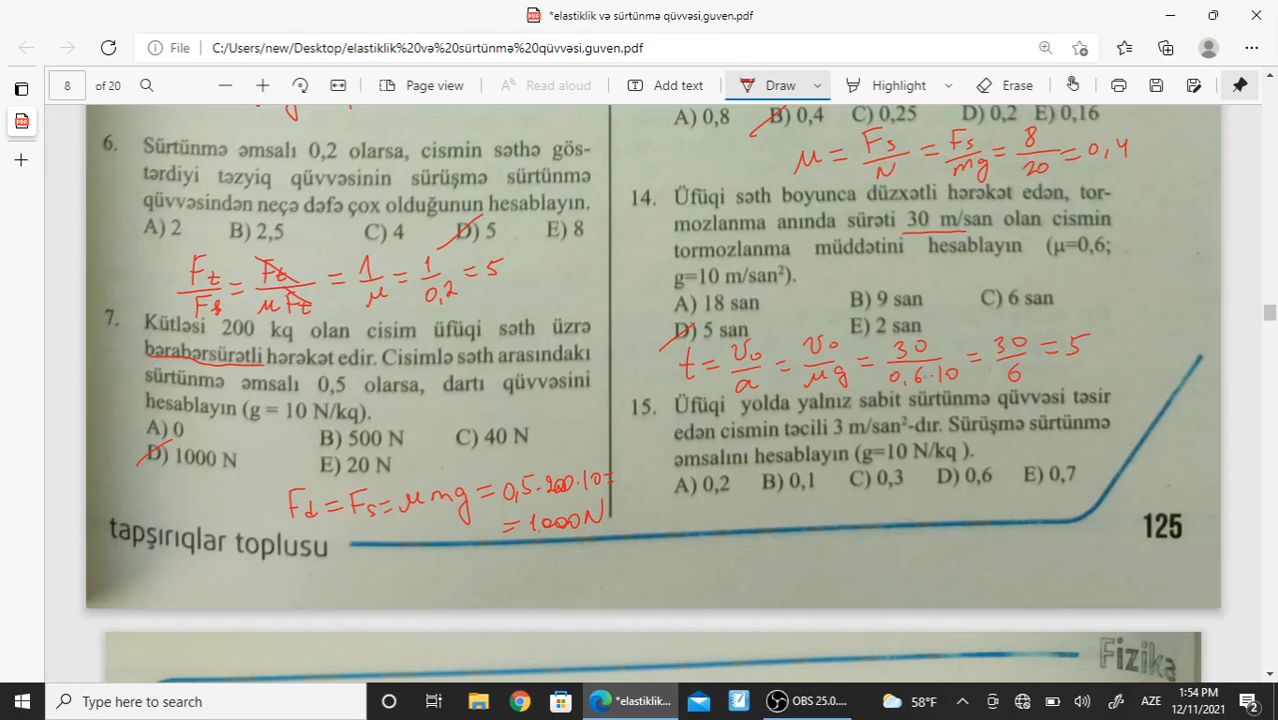 *elastiklik və sürtünmə qüvvəsi,guven.pdf
File
C:/Users/new/Desktop/elastiklik%20və%20sürtünmə%20qüvvəsi.guven.pdf
8 of 20
Page view
Read aloud
Add text
Draw
Highlight
Erase
6. Sürtünmə əmsalı 0,2 olarsa, cismin səthə gös-
tərdiyi təzyiq qüvvəsinin sürüşmə sürtünmə
qüvvəsindən neçə dəfə çox olduğunun hesablayın.
A) 2 B) 2,5 C) 4 D) 5 E) 8
Ft/Fs = Ft/μFt = 1/μ = 1/0,2 = 5
7. Kütləsi 200 kq olan cisim üfüqi səth üzrə
bərabərsürətli hərəkət edir. Cisimlə səth arasındakı
sürtünmə əmsalı 0,5 olarsa, dartı qüvvəsini
hesablayın (g = 10 N/kq).
A) 0 B) 500 N C) 40 N
D) 1000 N E) 20 N
Fd = Fs = μmg = 0,5·200·10=
= 1000N
tapşırıqlar toplusu
A) 0,8 B) 0,4 C) 0,25 D) 0,2 E) 0,16
μ = Fs/N = Fs/mg = 8/20 = 0,4
14. Üfüqi səth boyunca düzxətli hərəkət edən, tor-
mozlanma anında sürəti 30 m/san olan cismin
tormozlanma müddətini hesablayın (μ=0,6;
g=10 m/san²).
A) 18 san B) 9 san C) 6 san
D) 5 san E) 2 san
t = v₀/a = v₀/μg = 30/0,6·10 = 30/6 = 5
15. Üfüqi yolda yalnız sabit sürtünmə qüvvəsi təsir
edən cismin təcili 3 m/san²-dır. Sürüşmə sürtünmə
əmsalını hesablayın (g=10 N/kq ).
A) 0,2 B) 0,1 C) 0,3 D) 0,6 E) 0,7
125
Fizika
Type here to search
*elastiklik...
OBS 25.0....
58°F
AZE
1:54 PM
12/11/2021
2